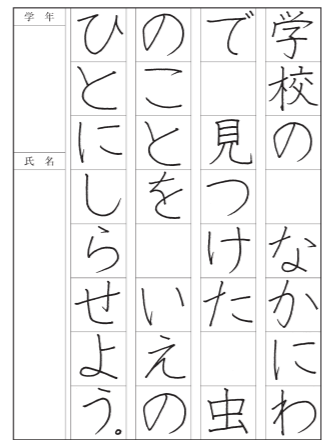 学校の　なかにわ
で　見つけた　虫
のことを　いえの
ひとにしらせよう。
学年
氏名